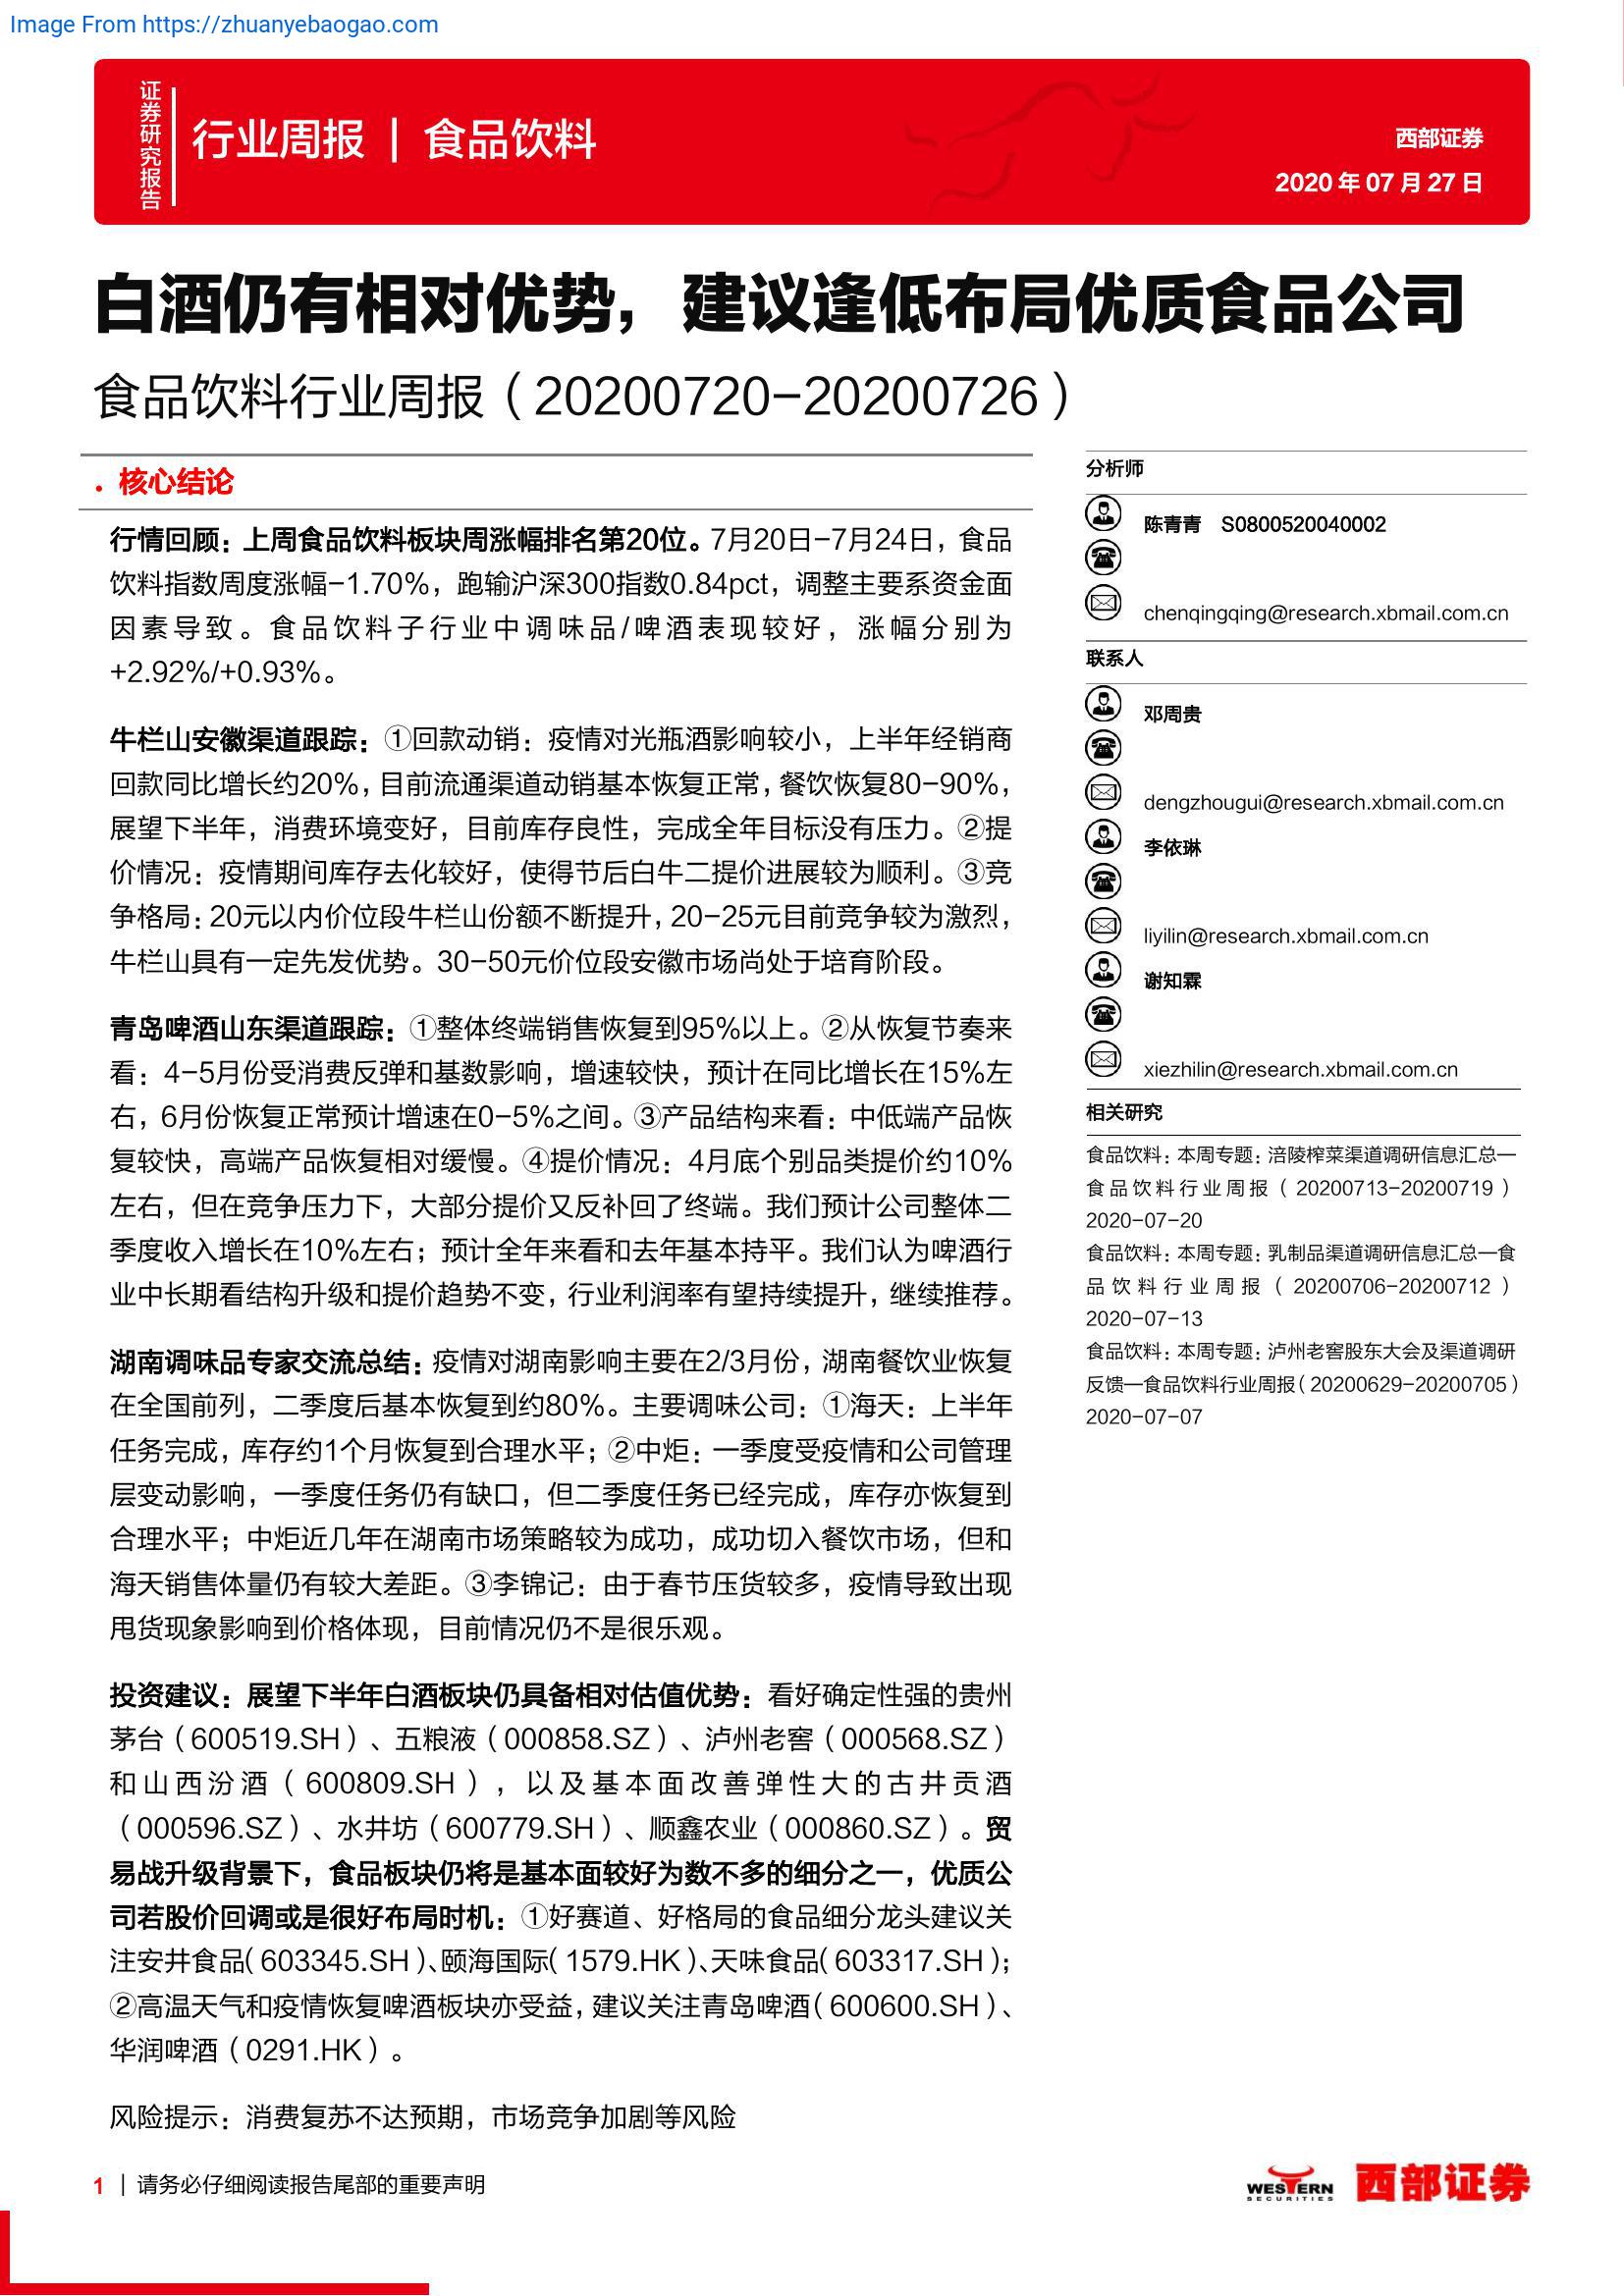 Image From https://zhuanyebaogao.com
证券研究报告
行业周报 | 食品饮料
西部证券
2020 年 07 月 27 日
白酒仍有相对优势，建议逢低布局优质食品公司
食品饮料行业周报（20200720-20200726）
• 核心结论
行情回顾：上周食品饮料板块周涨幅排名第20位。7月20日-7月24日，食品
饮料指数周度涨幅-1.70%，跑输沪深300指数0.84pct，调整主要系资金面
因素导致。食品饮料子行业中调味品/啤酒表现较好，涨幅分别为
+2.92%/+0.93%。
牛栏山安徽渠道跟踪：①回款动销：疫情对光瓶酒影响较小，上半年经销商
回款同比增长约20%，目前流通渠道动销基本恢复正常，餐饮恢复80-90%，
展望下半年，消费环境变好，目前库存良性，完成全年目标没有压力。②提
价情况：疫情期间库存去化较好，使得节后白牛二提价进展较为顺利。③竞
争格局：20元以内价位段牛栏山份额不断提升，20-25元目前竞争较为激烈，
牛栏山具有一定先发优势。30-50元价位段安徽市场尚处于培育阶段。
青岛啤酒山东渠道跟踪：①整体终端销售恢复到95%以上。②从恢复节奏来
看：4-5月份受消费反弹和基数影响，增速较快，预计在同比增长在15%左
右，6月份恢复正常预计增速在0-5%之间。③产品结构来看：中低端产品恢
复较快，高端产品恢复相对缓慢。④提价情况：4月底个别品类提价约10%
左右，但在竞争压力下，大部分提价又反补回了终端。我们预计公司整体二
季度收入增长在10%左右；预计全年来看和去年基本持平。我们认为啤酒行
业中长期看结构升级和提价趋势不变，行业利润率有望持续提升，继续推荐。
湖南调味品专家交流总结：疫情对湖南影响主要在2/3月份，湖南餐饮业恢复
在全国前列，二季度后基本恢复到约80%。主要调味公司：①海天：上半年
任务完成，库存约1个月恢复到合理水平；②中炬：一季度受疫情和公司管理
层变动影响，一季度任务仍有缺口，但二季度任务已经完成，库存亦恢复到
合理水平；中炬近几年在湖南市场策略较为成功，成功切入餐饮市场，但和
海天销售体量仍有较大差距。③李锦记：由于春节压货较多，疫情导致出现
甩货现象影响到价格体现，目前情况仍不是很乐观。
投资建议：展望下半年白酒板块仍具备相对估值优势：看好确定性强的贵州
茅台（600519.SH）、五粮液（000858.SZ）、泸州老窖（000568.SZ）
和山西汾酒（600809.SH），以及基本面改善弹性大的古井贡酒
（000596.SZ）、水井坊（600779.SH）、顺鑫农业（000860.SZ）。贸
易战升级背景下，食品板块仍将是基本面较好为数不多的细分之一，优质公
司若股价回调或是很好布局时机：①好赛道、好格局的食品细分龙头建议关
注安井食品（603345.SH）、颐海国际（1579.HK）、天味食品（603317.SH）；
②高温天气和疫情恢复啤酒板块亦受益，建议关注青岛啤酒（600600.SH）、
华润啤酒（0291.HK）。
风险提示：消费复苏不达预期，市场竞争加剧等风险
分析师
陈青青 S0800520040002
chenqingqing@research.xbmail.com.cn
联系人
邓周贵
dengzhougui@research.xbmail.com.cn
李依琳
liyilin@research.xbmail.com.cn
谢知霖
xiezhilin@research.xbmail.com.cn
相关研究
食品饮料：本周专题：涪陵榨菜渠道调研信息汇总—
食品饮料行业周报（20200713-20200719）
2020-07-20
食品饮料：本周专题：乳制品渠道调研信息汇总—食
品饮料行业周报（20200706-20200712）
2020-07-13
食品饮料：本周专题：泸州老窖股东大会及渠道调研
反馈—食品饮料行业周报（20200629-20200705）
2020-07-07
1 | 请务必仔细阅读报告尾部的重要声明
WESTERN
SECURITIES
西部证券